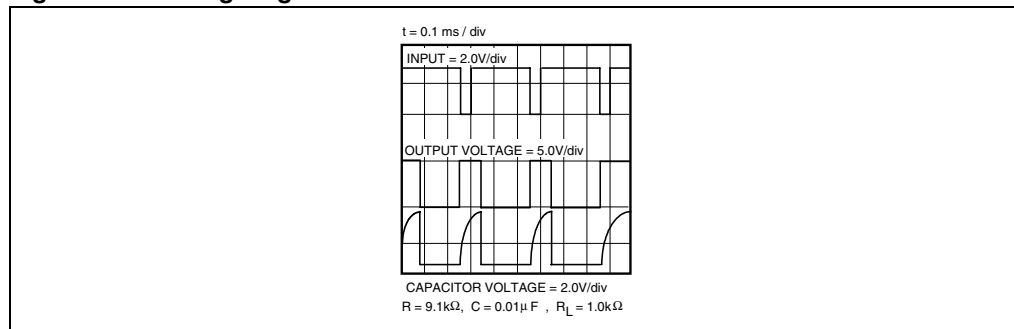 t = 0.1 ms / div
INPUT = 2.0V/div
OUTPUT VOLTAGE = 5.0V/div
CAPACITOR VOLTAGE = 2.0V/div
R = 9.1kΩ, C = 0.01μF , RL = 1.0kΩ